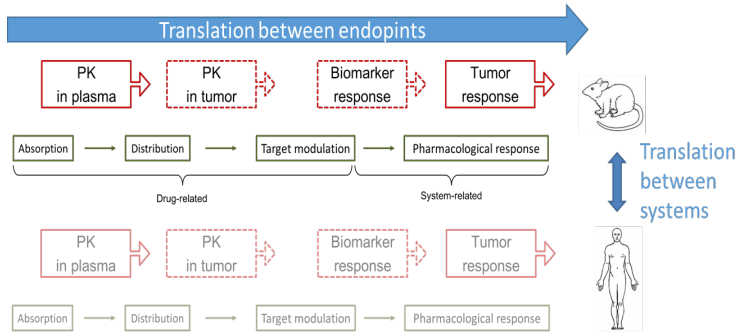 Translation between endopints
PK
in plasma
PK
in tumor
Biomarker
response
Tumor
response
Absorption
Distribution
Target modulation
Pharmacological response
Drug-related
System-related
Translation
between
systems
PK
in plasma
PK
in tumor
Biomarker
response
Tumor
response
Absorption
Distribution
Target modulation
Pharmacological response